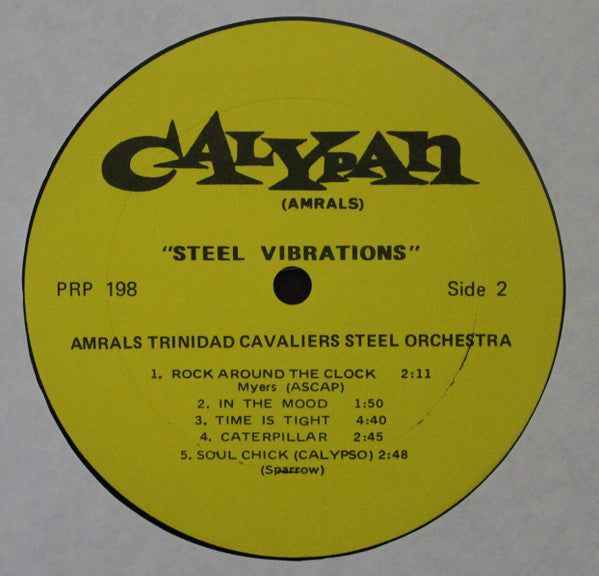 CALYPAN
(AMRALS)
"STEEL VIBRATIONS"
PRP 198 Side 2
AMRALS TRINIDAD CAVALIERS STEEL ORCHESTRA
1. ROCK AROUND THE CLOCK 2:11
Myers (ASCAP)
2. IN THE MOOD 1:50
3. TIME IS TIGHT 4:40
4. CATERPILLAR 2:45
5. SOUL CHICK (CALYPSO) 2:48
(Sparrow)